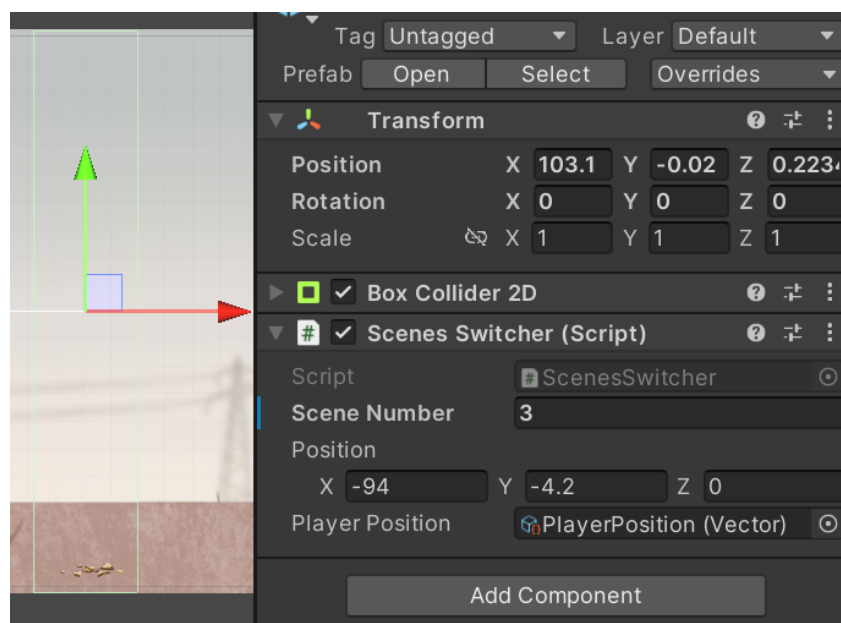 Tag Untagged Layer Default
Prefab Open Select Overrides
Transform
Position X 103.1 Y -0.02 Z 0.2234
Rotation X 0 Y 0 Z 0
Scale X 1 Y 1 Z 1
Box Collider 2D
# Scenes Switcher (Script)
Script # ScenesSwitcher
Scene Number 3
Position
X -94 Y -4.2 Z 0
Player Position PlayerPosition (Vector)
Add Component